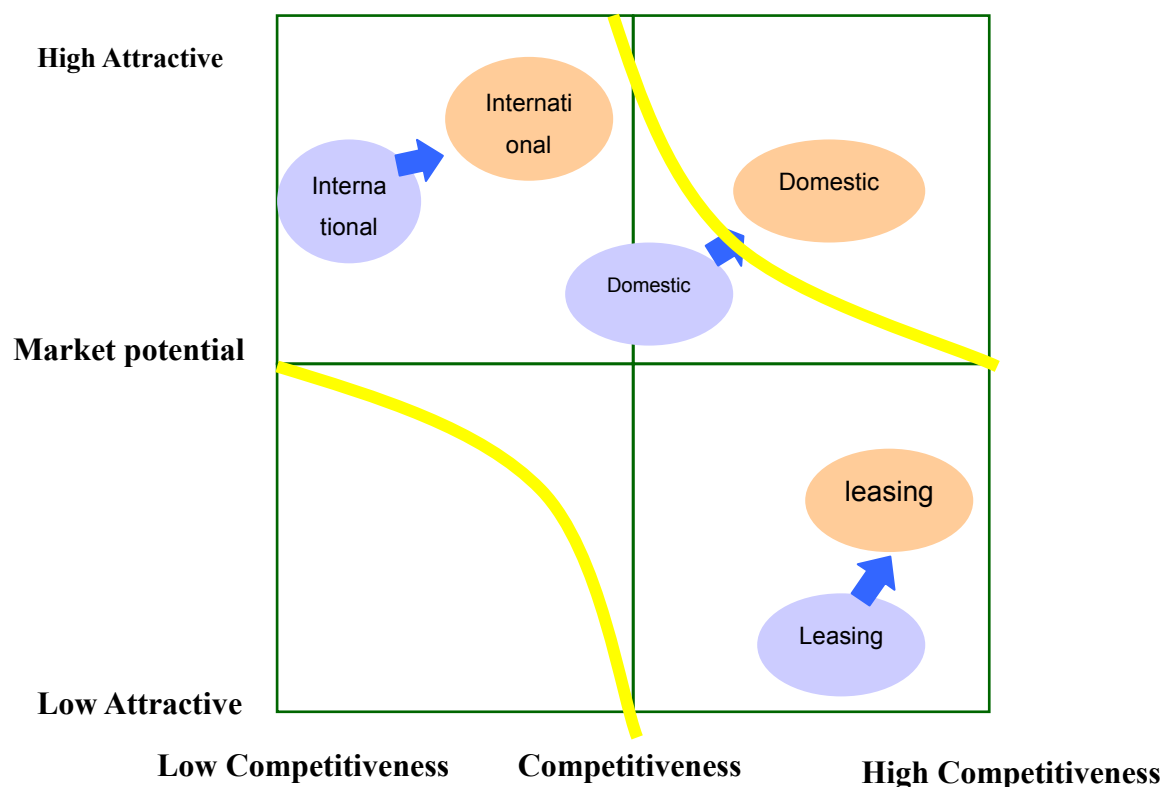 High Attractive
Internati
onal
Interna
tional
Domestic
Domestic
Market potential
leasing
Leasing
Low Attractive
Low Competitiveness
Competitiveness
High Competitiveness